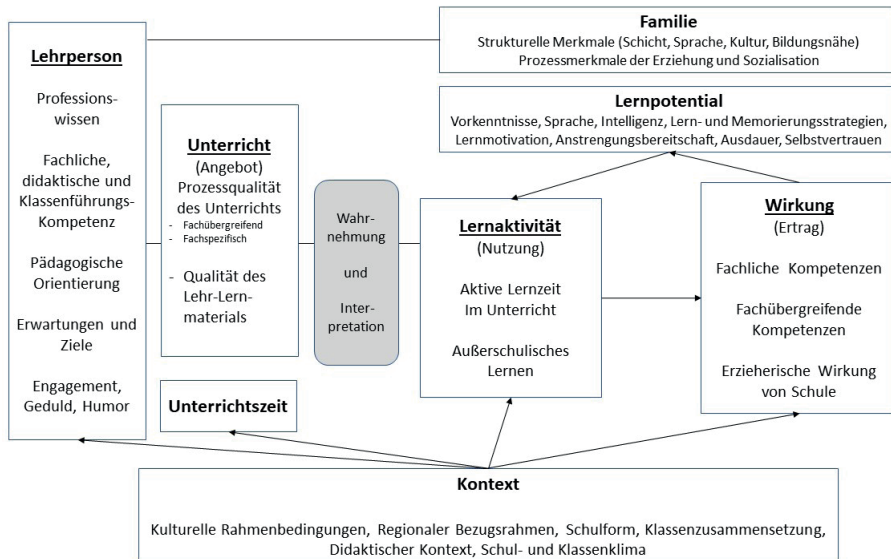 Familie
Strukturelle Merkmale (Schicht, Sprache, Kultur, Bildungsnähe)
Prozessmerkmale der Erziehung und Sozialisation
Lehrperson
Professions-
wissen
Fachliche,
didaktische und
Klassenführungs-
Kompetenz
Pädagogische
Orientierung
Erwartungen und
Ziele
Engagement,
Geduld, Humor
Lernpotential
Vorkenntnisse, Sprache, Intelligenz, Lern- und Memorierungsstrategien,
Lernmotivation, Anstrengungsbereitschaft, Ausdauer, Selbstvertrauen
Unterricht
(Angebot)
Prozessqualität
des Unterrichts
- Fachübergreifend
- Fachspezifisch
- Qualität des
Lehr-Lern-
materials
Wahr-
nehmung
und
Inter-
pretation
Lernaktivität
(Nutzung)
Aktive Lernzeit
Im Unterricht
Außerschulisches
Lernen
Wirkung
(Ertrag)
Fachliche Kompetenzen
Fachübergreifende
Kompetenzen
Erzieherische Wirkung
von Schule
Unterrichtszeit
Kontext
Kulturelle Rahmenbedingungen, Regionaler Bezugsrahmen, Schulform, Klassenzusammensetzung,
Didaktischer Kontext, Schul- und Klassenklima